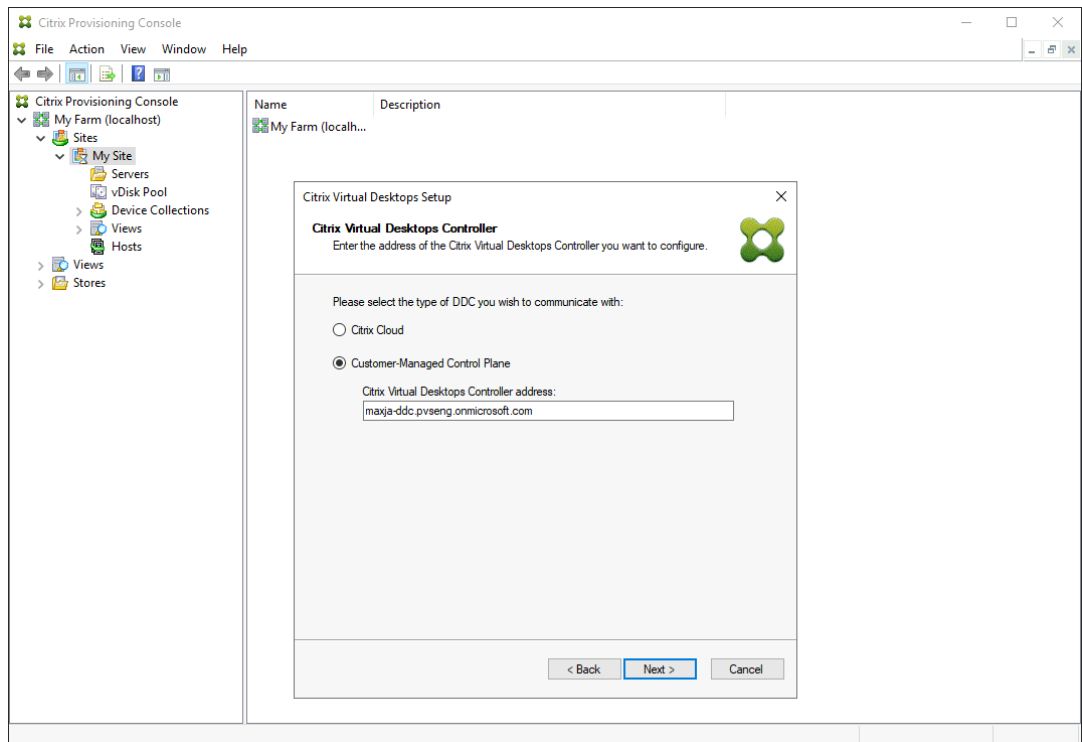 Citrix Provisioning Console
File Action View Window Help
Citrix Provisioning Console
My Farm (localhost)
Sites
My Site
Servers
vDisk Pool
Device Collections
Views
Hosts
Views
Stores
Name Description
My Farm (localh...
Citrix Virtual Desktops Setup
Citrix Virtual Desktops Controller
Enter the address of the Citrix Virtual Desktops Controller you want to configure.
Please select the type of DDC you wish to communicate with:
Citrix Cloud
Customer-Managed Control Plane
Citrix Virtual Desktops Controller address:
maxja-ddc.pvseng.onmicrosoft.com
< Back Next > Cancel